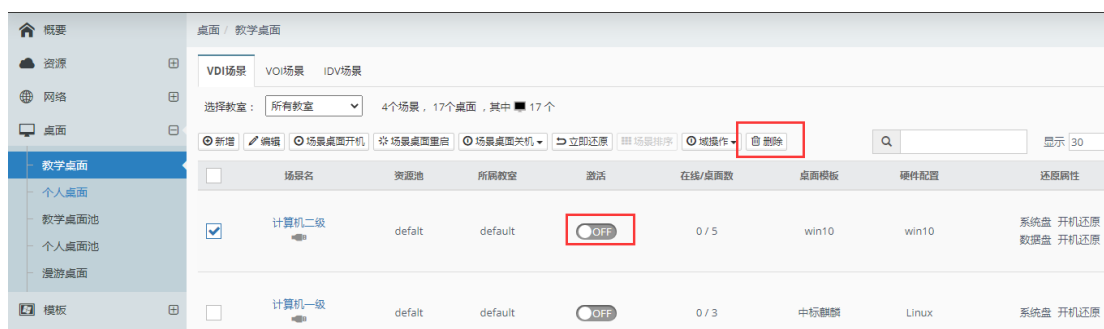 概要
资源
网络
桌面
教学桌面
个人桌面
教学桌面池
个人桌面池
漫游桌面
模板
桌面 / 教学桌面
VDI场景 VOI场景 IDV场景
选择教室： 所有教室 4个场景 ，17个桌面 ，其中 17 个
新增 编辑 场景桌面开机 场景桌面重启 场景桌面关机 立即还原 场景排序 域操作 删除 显示 30
场景名 资源池 所属教室 激活 在线/桌面数 桌面模板 硬件配置 还原属性
计算机二级 defalt default OFF 0 / 5 win10 win10 系统盘 开机还原
数据盘 开机还原
计算机一级 defalt default OFF 0 / 3 中标麒麟 Linux 系统盘 开机还原